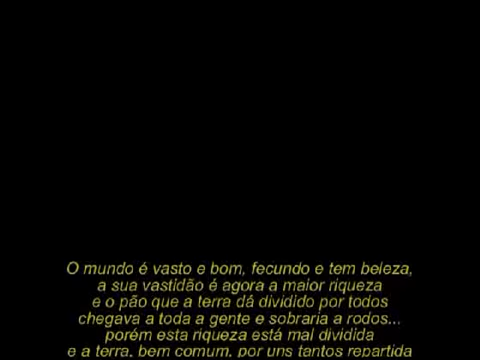 O mundo é vasto e bom, fecundo e tem beleza,
a sua vastidão é agora a maior riqueza
e o pão que a terra dá dividido por todos
chegava a toda a gente e sobraria a rodos...
porém esta riqueza está mal dividida
e a terra, bem comum, por uns tantos repartida